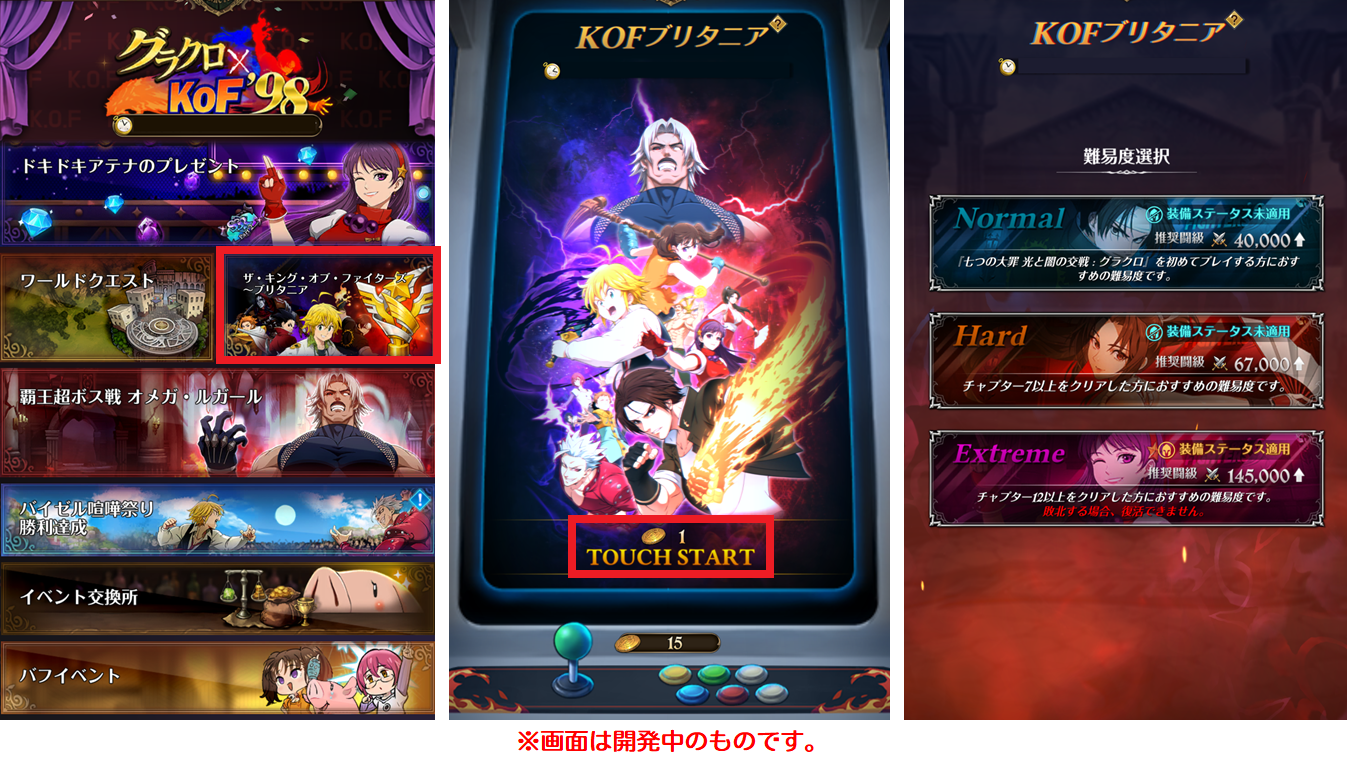 グラクロ×
KOF'98
ドキドキアテナのプレゼント
ワールドクエスト
ザ・キング・オブ・ファイターズ
～ブリタニア
覇王超ボス戦 オメガ・ルガール
バイゼル喧嘩祭り
勝利達成
イベント交換所
バフイベント
KOFブリタニア
1
TOUCH START
15
KOFブリタニア
難易度選択
Normal
装備ステータス未適用
推奨闘級 40,000
『七つの大罪 光と闇の交戦 : グラクロ』を初めてプレイする方におす
すめの難易度です。
Hard
装備ステータス未適用
推奨闘級 67,000
チャプター7以上をクリアした方におすすめの難易度です。
Extreme
装備ステータス適用
推奨闘級 145,000
チャプター12以上をクリアした方におすすめの難易度です。
敗北する場合、復活できません。
※画面は開発中のものです。